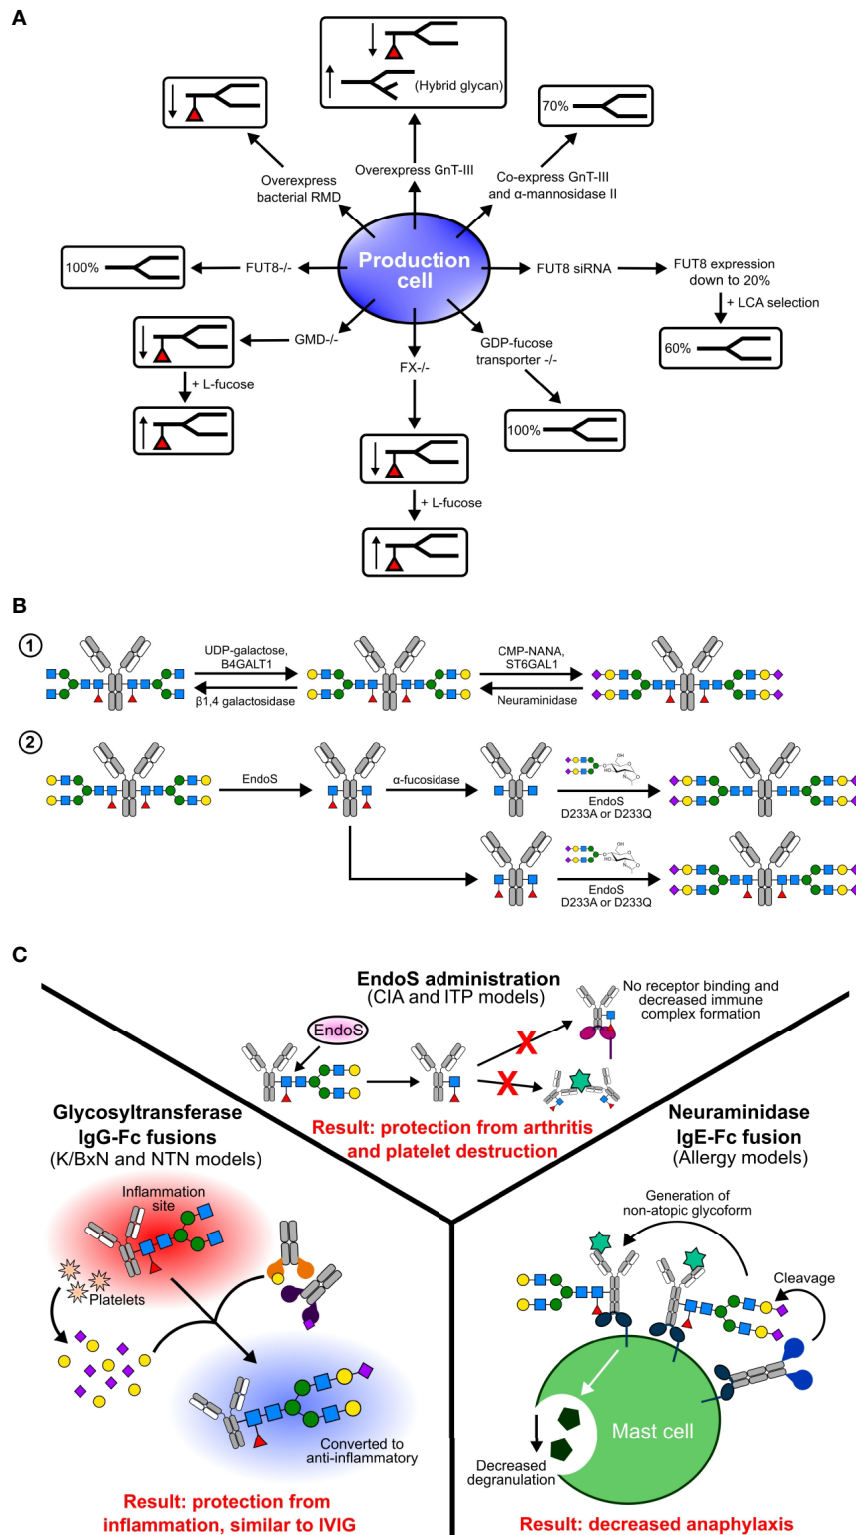 A
(Hybrid glycan)
70%
Overexpress GnT-III
Overexpress
bacterial RMD
Co-express GnT-III
and α-mannosidase II
100%
FUT8-/-
Production
cell
FUT8 siRNA
FUT8 expression
down to 20%
+ LCA selection
GMD-/-
FX-/-
GDP-fucose
transporter -/-
60%
+ L-fucose
100%
+ L-fucose
B
1
UDP-galactose,
B4GALT1
β1,4 galactosidase
CMP-NANA,
ST6GAL1
Neuraminidase
2
EndoS
α-fucosidase
EndoS
D233A or D233Q
EndoS
D233A or D233Q
C
EndoS administration
(CIA and ITP models)
No receptor binding and
decreased immune
complex formation
EndoS
X
X
Result: protection from arthritis
and platelet destruction
Glycosyltransferase
IgG-Fc fusions
(K/BxN and NTN models)
Inflammation
site
Platelets
Converted to
anti-inflammatory
Result: protection from
inflammation, similar to IVIG
Neuraminidase
IgE-Fc fusion
(Allergy models)
Generation of
non-atopic glycoform
Cleavage
Mast cell
Decreased
degranulation
Result: decreased anaphylaxis